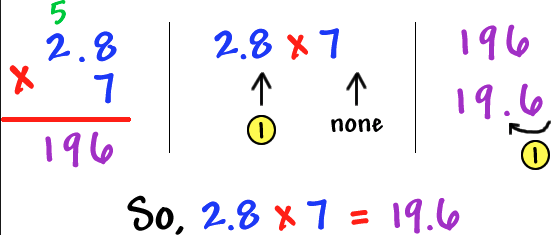 5
2.8
x 7
196
2.8 x 7
1
none
196
19.6
1
So, 2.8 x 7 = 19.6